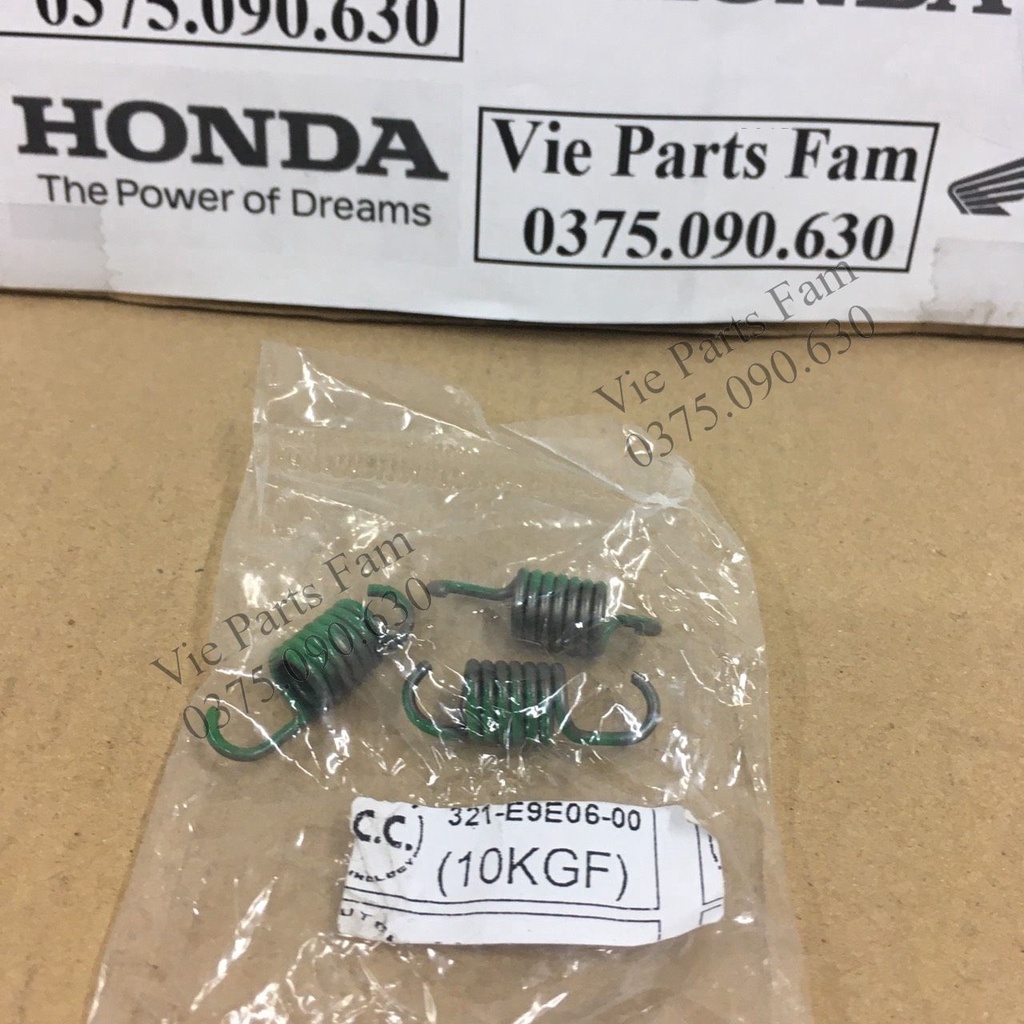 0375.090.630
HONDA
HONDA
The Power of Dreams
Vie Parts Fam
0375.090.630
Vie Parts Fam
0375.090.630
Vie Parts Fam
0375.090.630
C.C.
321-E9E06-00
(10KGF)